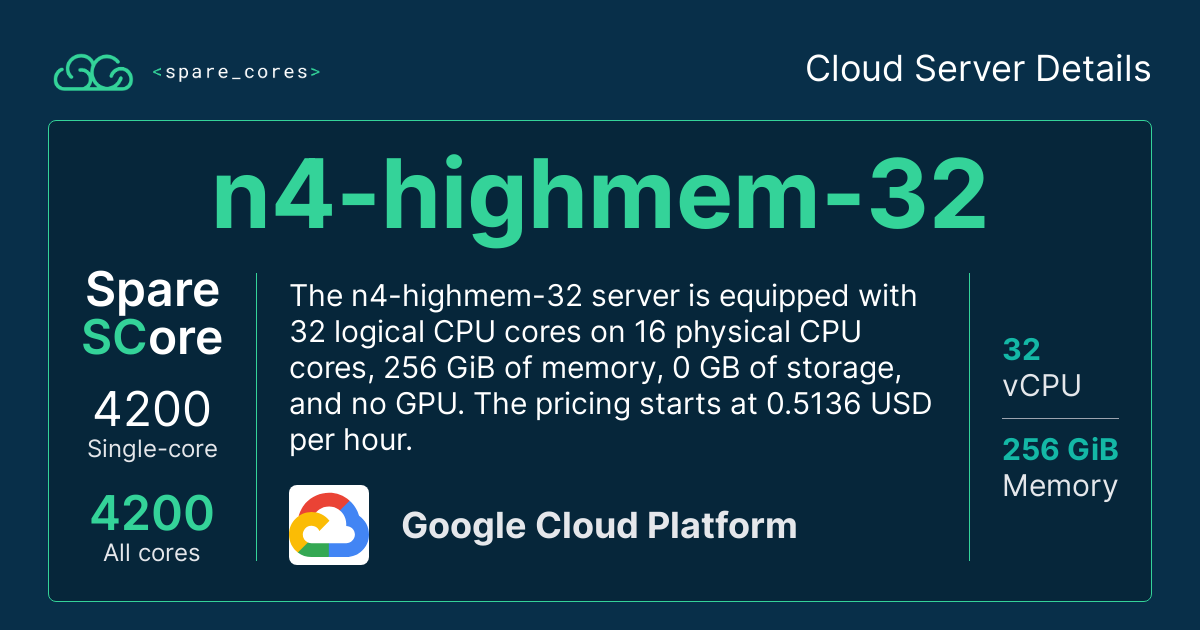 <spare_cores>
Cloud Server Details
n4-highmem-32
Spare
SCore
4200
Single-core
4200
All cores
The n4-highmem-32 server is equipped with
32 logical CPU cores on 16 physical CPU
cores, 256 GiB of memory, 0 GB of storage,
and no GPU. The pricing starts at 0.5136 USD
per hour.
Google Cloud Platform
32
vCPU
256 GiB
Memory